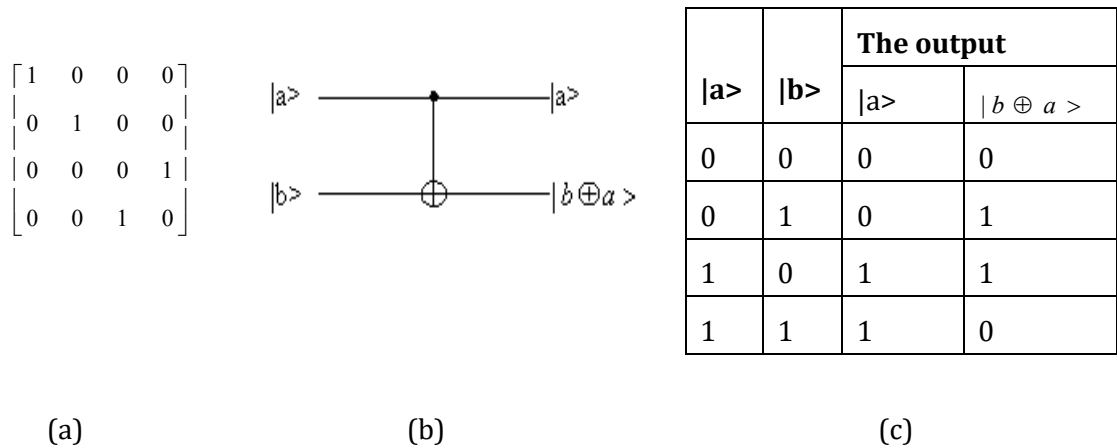 1 0 0 0
0 1 0 0
0 0 0 1
0 0 1 0
|a> |a>
|b> |b⊕a>
|a> |b> The output
|a> |b ⊕ a >
0 0 0 0
0 1 0 1
1 0 1 1
1 1 1 0
(a) (b) (c)